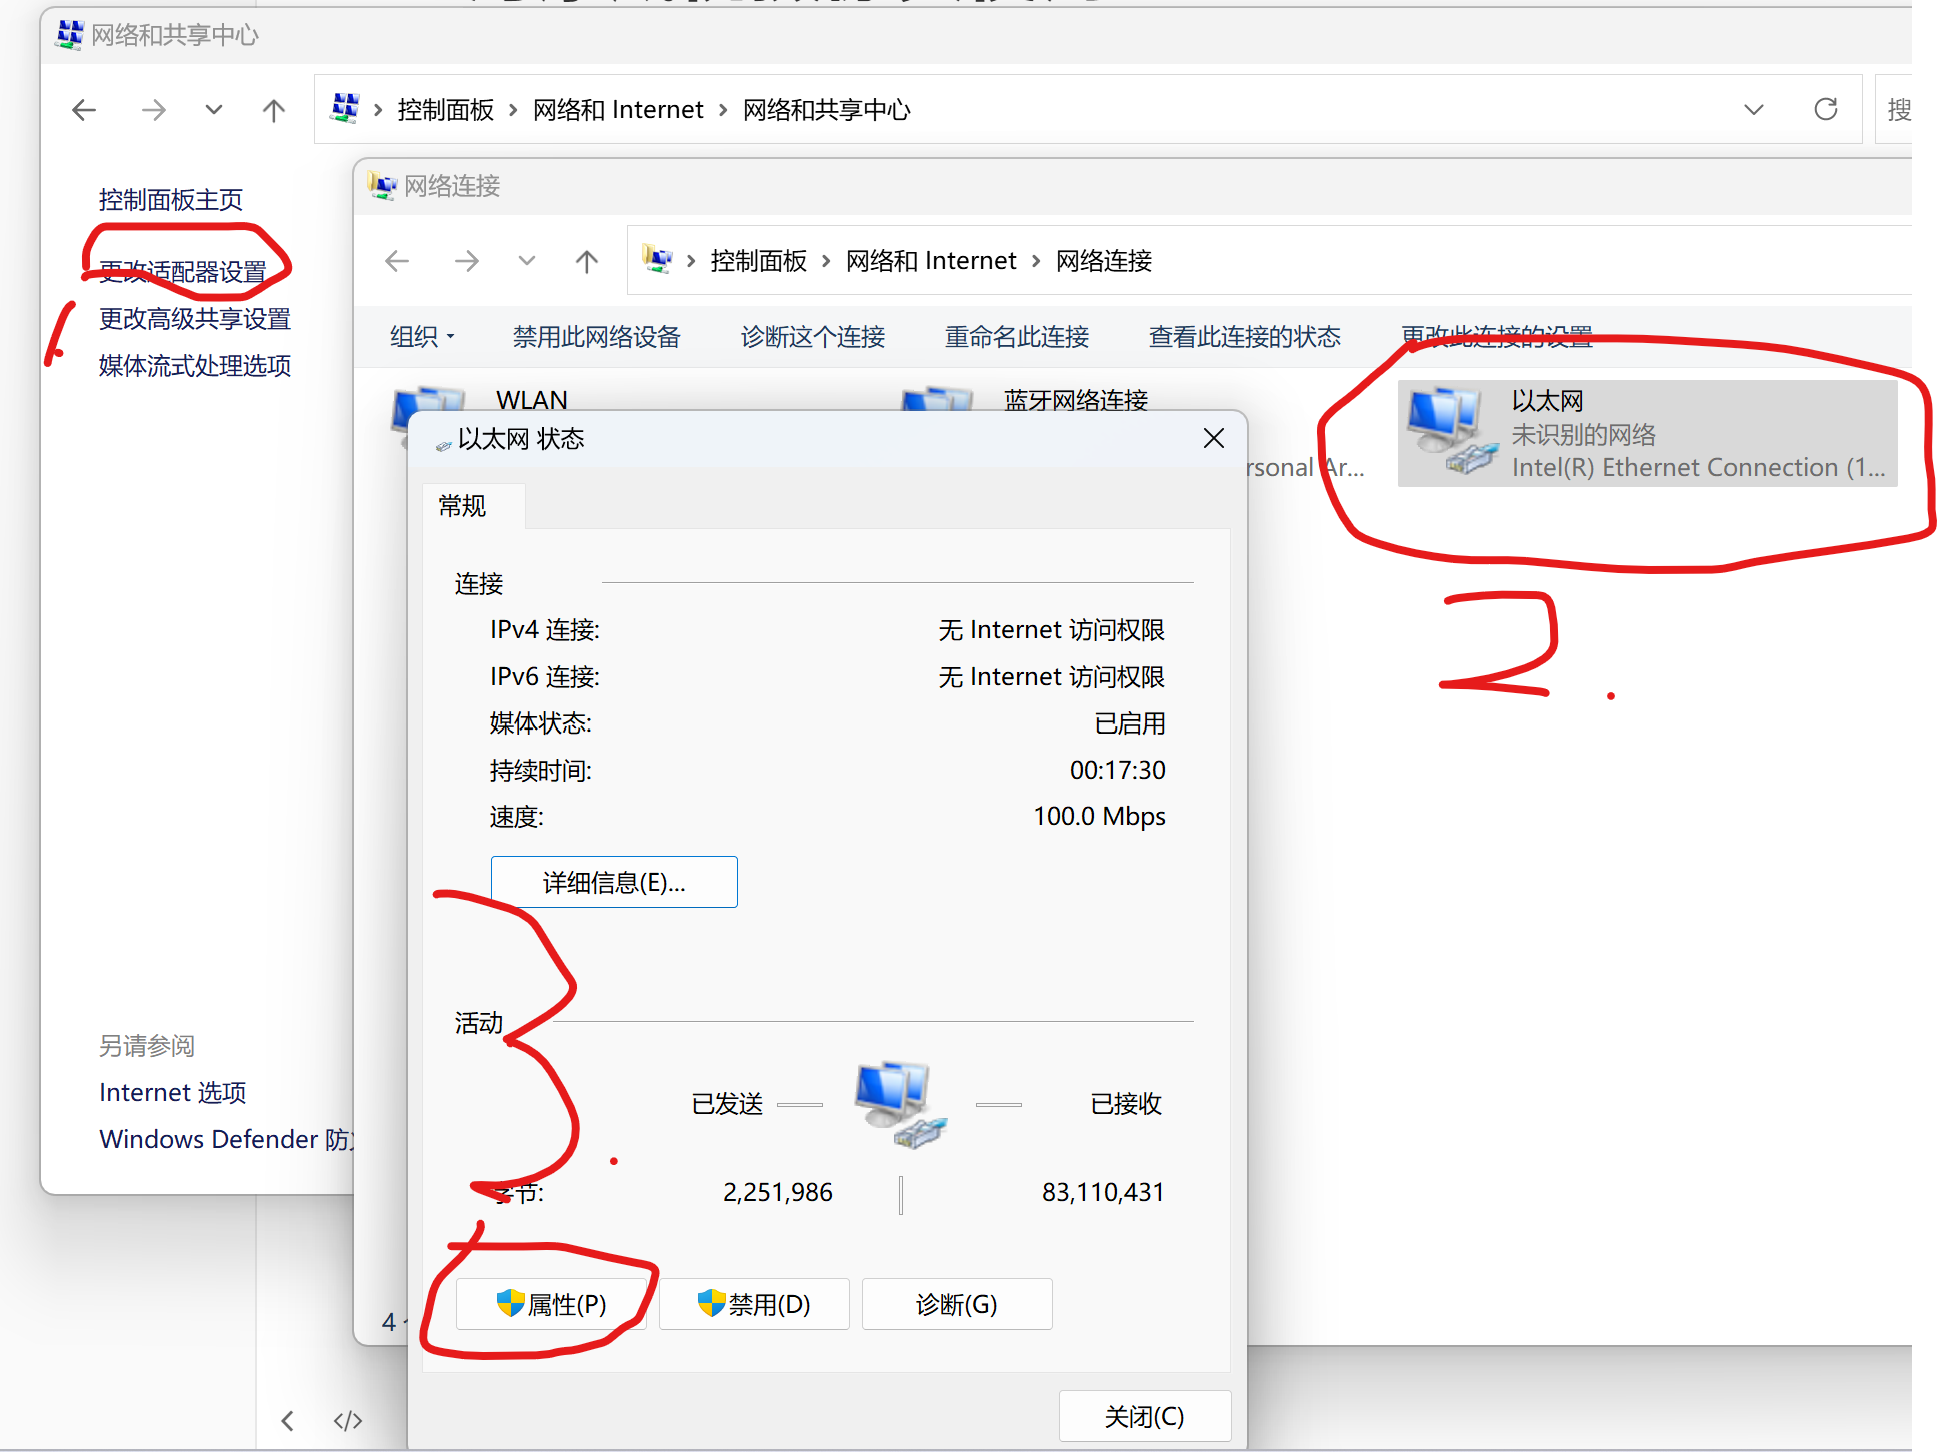 网络和共享中心
控制面板 > 网络和 Internet > 网络和共享中心
搜
控制面板主页
更改适配器设置
更改高级共享设置
媒体流式处理选项
1.
网络连接
控制面板 > 网络和 Internet > 网络连接
组织 禁用此网络设备 诊断这个连接 重命名此连接 查看此连接的状态 更改此连接的设置
WLAN
蓝牙网络连接
rsonal Ar...
以太网
未识别的网络
Intel(R) Ethernet Connection (1...
2.
以太网 状态
常规
连接
IPv4 连接: 无 Internet 访问权限
IPv6 连接: 无 Internet 访问权限
媒体状态: 已启用
持续时间: 00:17:30
速度: 100.0 Mbps
详细信息(E)...
3.
活动
已发送 已接收
字节: 2,251,986 83,110,431
属性(P) 禁用(D) 诊断(G)
关闭(C)
另请参阅
Internet 选项
Windows Defender 防
4